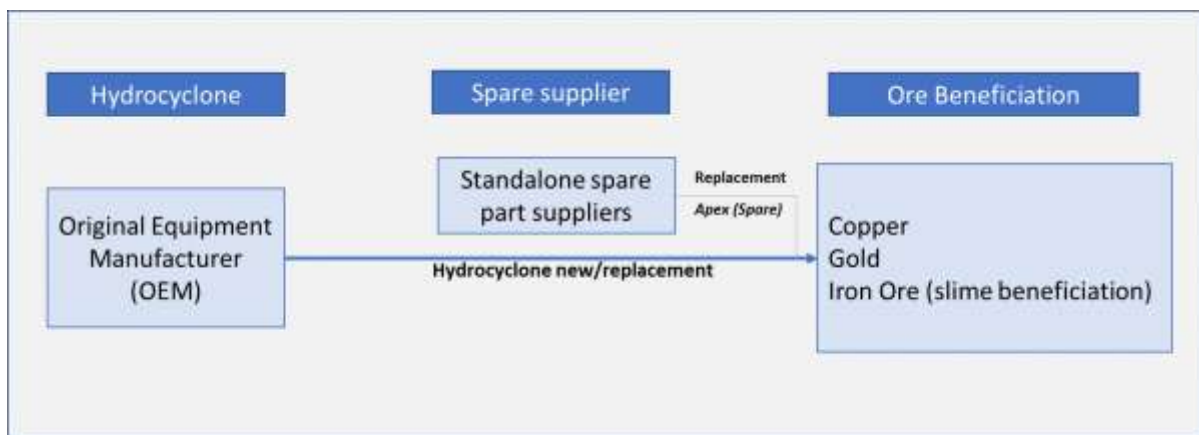 Hydrocyclone
Spare supplier
Ore Beneficiation
Original Equipment
Manufacturer
(OEM)
Standalone spare
part suppliers
Replacement
Apex (Spare)
Hydrocyclone new/replacement
Copper
Gold
Iron Ore (slime beneficiation)